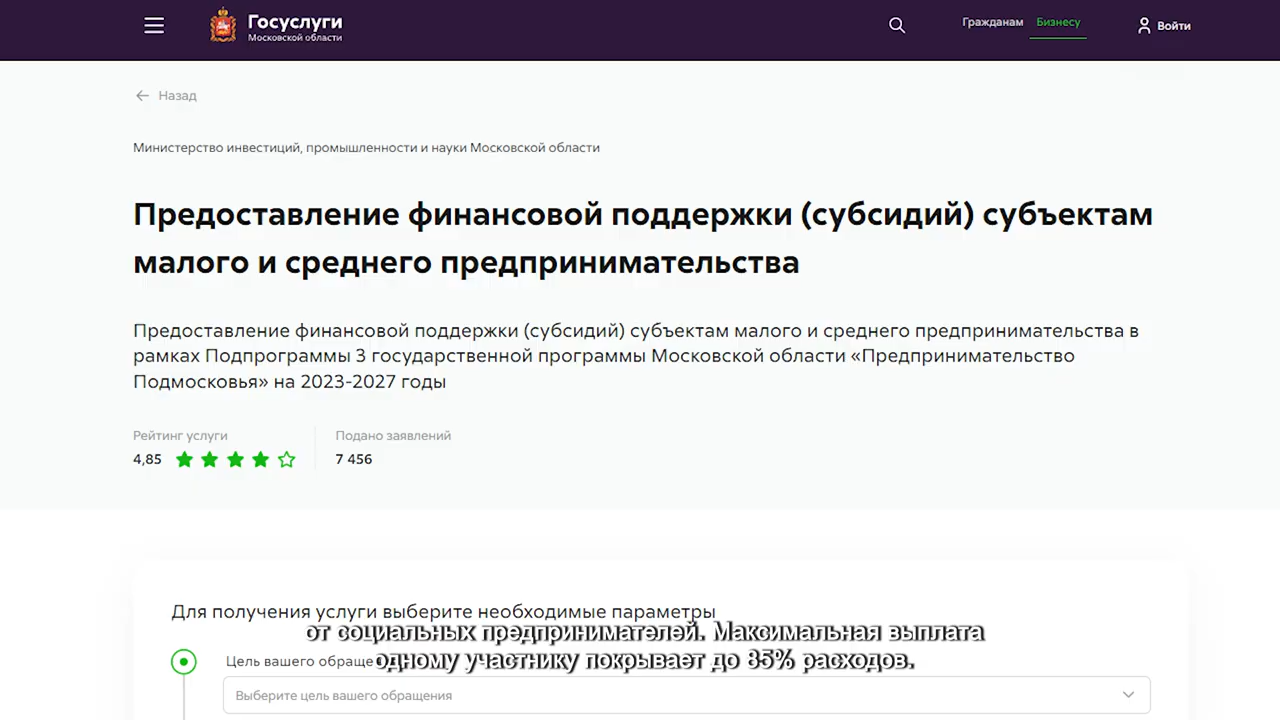 Госуслуги
Московской области
Гражданам
Бизнесу
Войти
Назад
Министерство инвестиций, промышленности и науки Московской области
Предоставление финансовой поддержки (субсидий) субъектам
малого и среднего предпринимательства
Предоставление финансовой поддержки (субсидий) субъектам малого и среднего предпринимательства в
рамках Подпрограммы 3 государственной программы Московской области «Предпринимательство
Подмосковья» на 2023-2027 годы
Рейтинг услуги
4,85
Подано заявлений
7 456
Для получения услуги выберите необходимые параметры
от социальных предпринимателей. Максимальная выплата
одному участнику покрывает до 85% расходов.
Цель вашего
Выберите цель вашего обращения